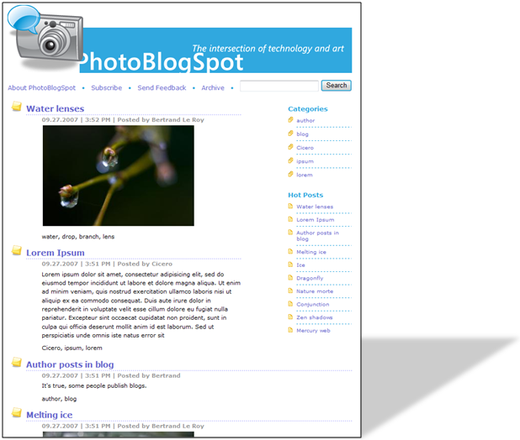 The intersection of technology and art
PhotoBlogSpot
About PhotoBlogSpot • Subscribe • Send Feedback • Archive • Search
Water lenses
09.27.2007 | 3:52 PM | Posted by Bertrand Le Roy
water, drop, branch, lens
Lorem Ipsum
09.27.2007 | 3:51 PM | Posted by Cicero
Lorem ipsum dolor sit amet, consectetur adipisicing elit, sed do
eiusmod tempor incididunt ut labore et dolore magna aliqua. Ut enim
ad minim veniam, quis nostrud exercitation ullamco laboris nisi ut
aliquip ex ea commodo consequat. Duis aute irure dolor in
reprehenderit in voluptate velit esse cillum dolore eu fugiat nulla
pariatur. Excepteur sint occaecat cupidatat non proident, sunt in
culpa qui officia deserunt mollit anim id est laborum. Sed ut
perspiciatis unde omnis iste natus error sit
Cicero, ipsum, lorem
Author posts in blog
09.27.2007 | 3:51 PM | Posted by Bertrand
It's true, some people publish blogs.
author, blog
Melting ice
09.27.2007 | 3:51 PM | Posted by Bertrand Le Roy
Categories
author
blog
Cicero
ipsum
lorem
Hot Posts
Water lenses
Lorem Ipsum
Author posts in
blog
Melting ice
Ice
Dragonfly
Nature morte
Conjunction
Zen shadows
Mercury web